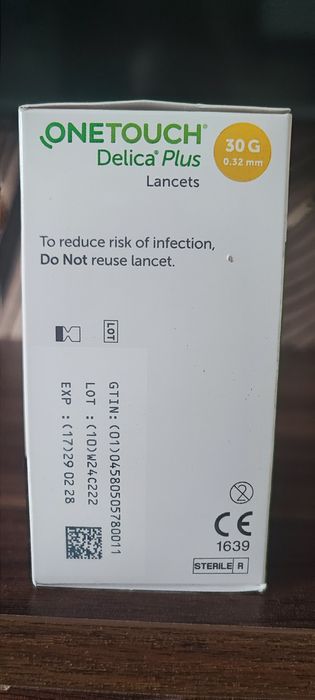 ONETOUCH®
Delica® Plus
Lancets
30 G
0.32 mm
To reduce risk of infection,
Do Not reuse lancet.
LOT
GTIN: (01)04580505780011
LOT : (10)W24C222
EXP : (17)29 02 28
2
CE
1639
STERILE R